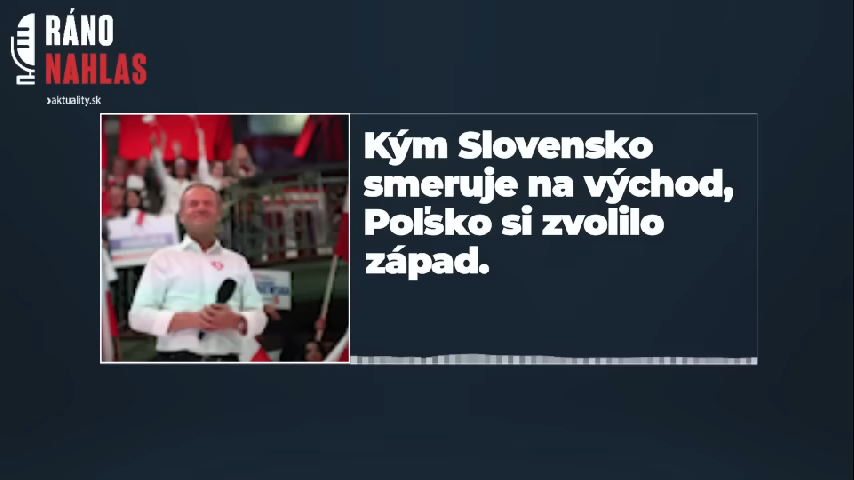 RÁNO
NAHLAS
aktuality.sk
Kým Slovensko
smeruje na východ,
Poľsko si zvolilo
západ.